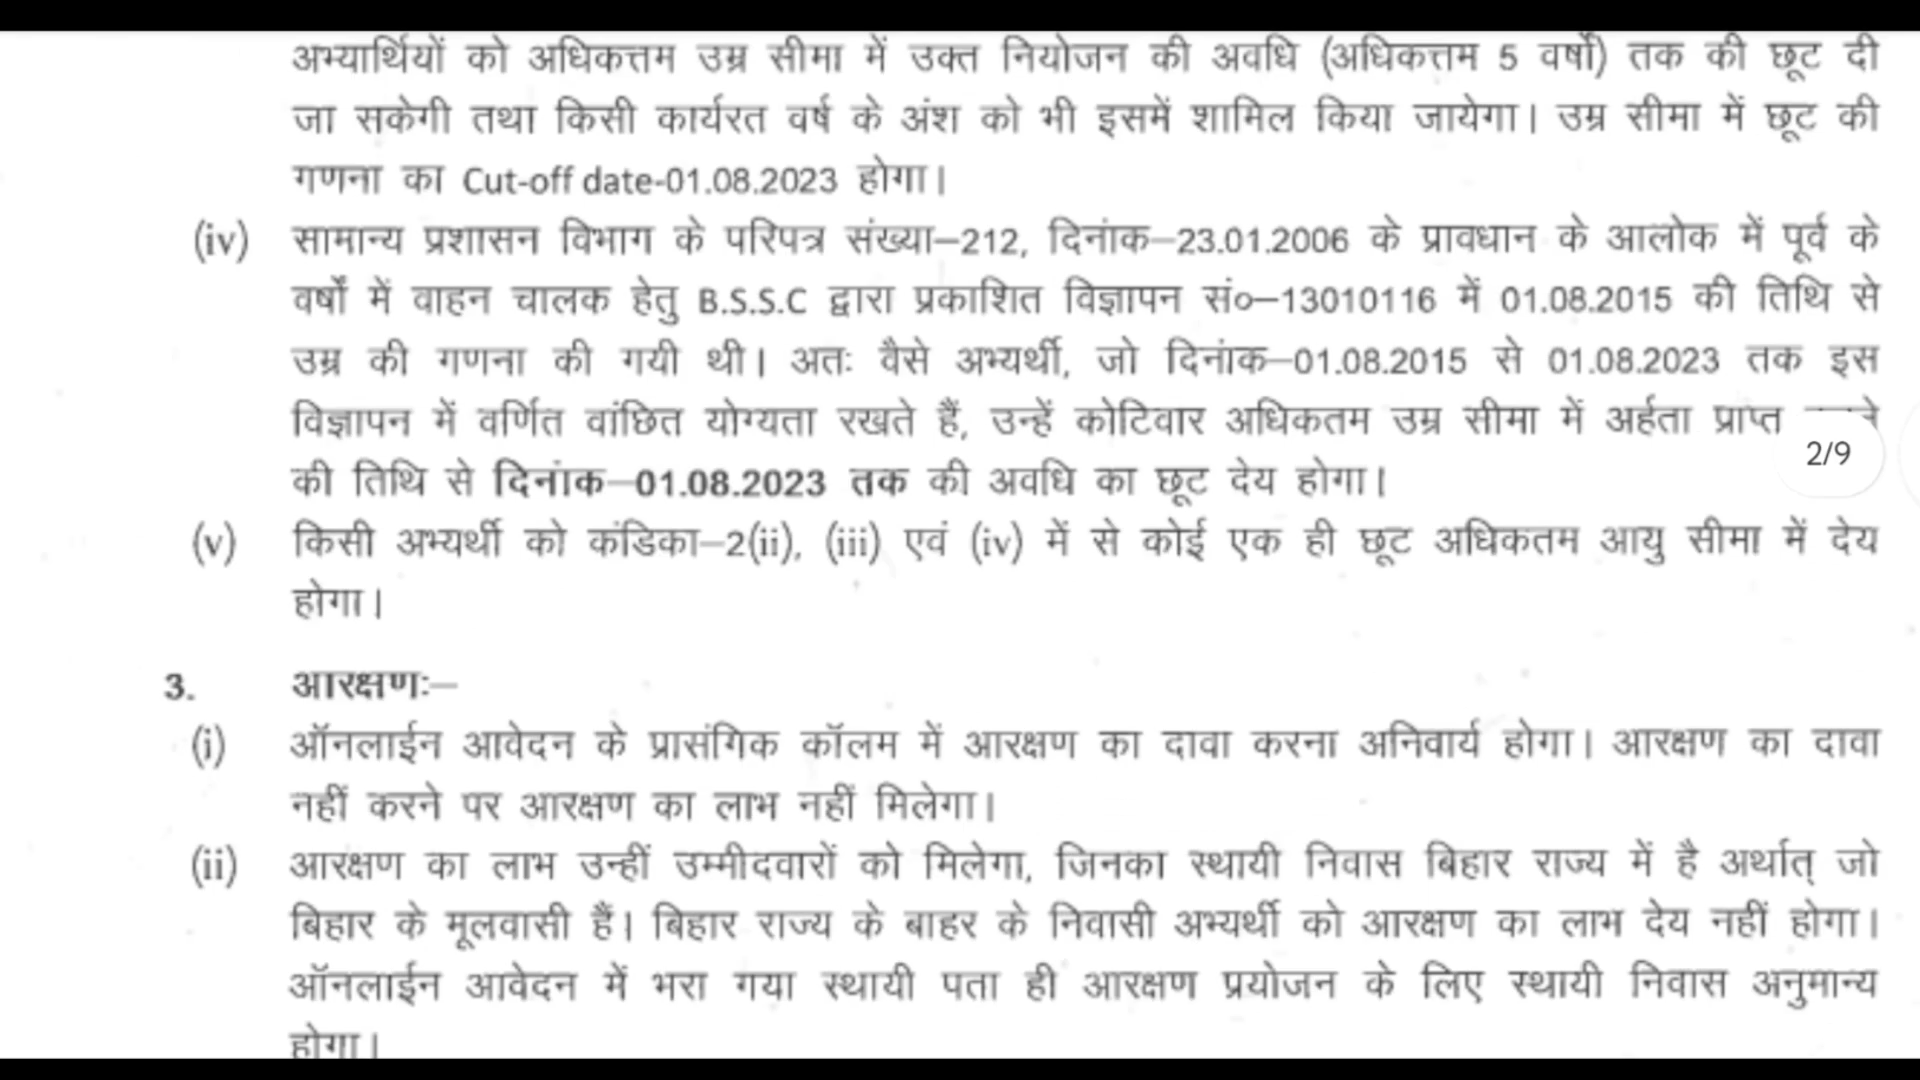 अभ्यार्थियों को अधिकत्तम उम्र सीमा में उक्त नियोजन की अवधि (अधिकत्तम 5 वर्षों) तक की छूट दी
जा सकेगी तथा किसी कार्यरत वर्ष के अंश को भी इसमें शामिल किया जायेगा। उम्र सीमा में छूट की
गणना का Cut-off date-01.08.2023 होगा।
(iv) सामान्य प्रशासन विभाग के परिपत्र संख्या–212, दिनांक–23.01.2006 के प्रावधान के आलोक में पूर्व के
वर्षों में वाहन चालक हेतु B.S.S.C द्वारा प्रकाशित विज्ञापन सं०–13010116 में 01.08.2015 की तिथि से
उम्र की गणना की गयी थी। अतः वैसे अभ्यर्थी, जो दिनांक–01.08.2015 से 01.08.2023 तक इस
विज्ञापन में वर्णित वांछित योग्यता रखते हैं, उन्हें कोटिवार अधिकतम उम्र सीमा में अर्हता प्राप्त
2/9
की तिथि से दिनांक–01.08.2023 तक की अवधि का छूट देय होगा।
(v) किसी अभ्यर्थी को कंडिका–2(ii), (iii) एवं (iv) में से कोई एक ही छूट अधिकतम आयु सीमा में देय
होगा।
3. आरक्षणः–
(i) ऑनलाईन आवेदन के प्रासंगिक कॉलम में आरक्षण का दावा करना अनिवार्य होगा। आरक्षण का दावा
नहीं करने पर आरक्षण का लाभ नहीं मिलेगा।
(ii) आरक्षण का लाभ उन्हीं उम्मीदवारों को मिलेगा, जिनका स्थायी निवास बिहार राज्य में है अर्थात् जो
बिहार के मूलवासी हैं। बिहार राज्य के बाहर के निवासी अभ्यर्थी को आरक्षण का लाभ देय नहीं होगा।
ऑनलाईन आवेदन में भरा गया स्थायी पता ही आरक्षण प्रयोजन के लिए स्थायी निवास अनुमान्य
होगा।